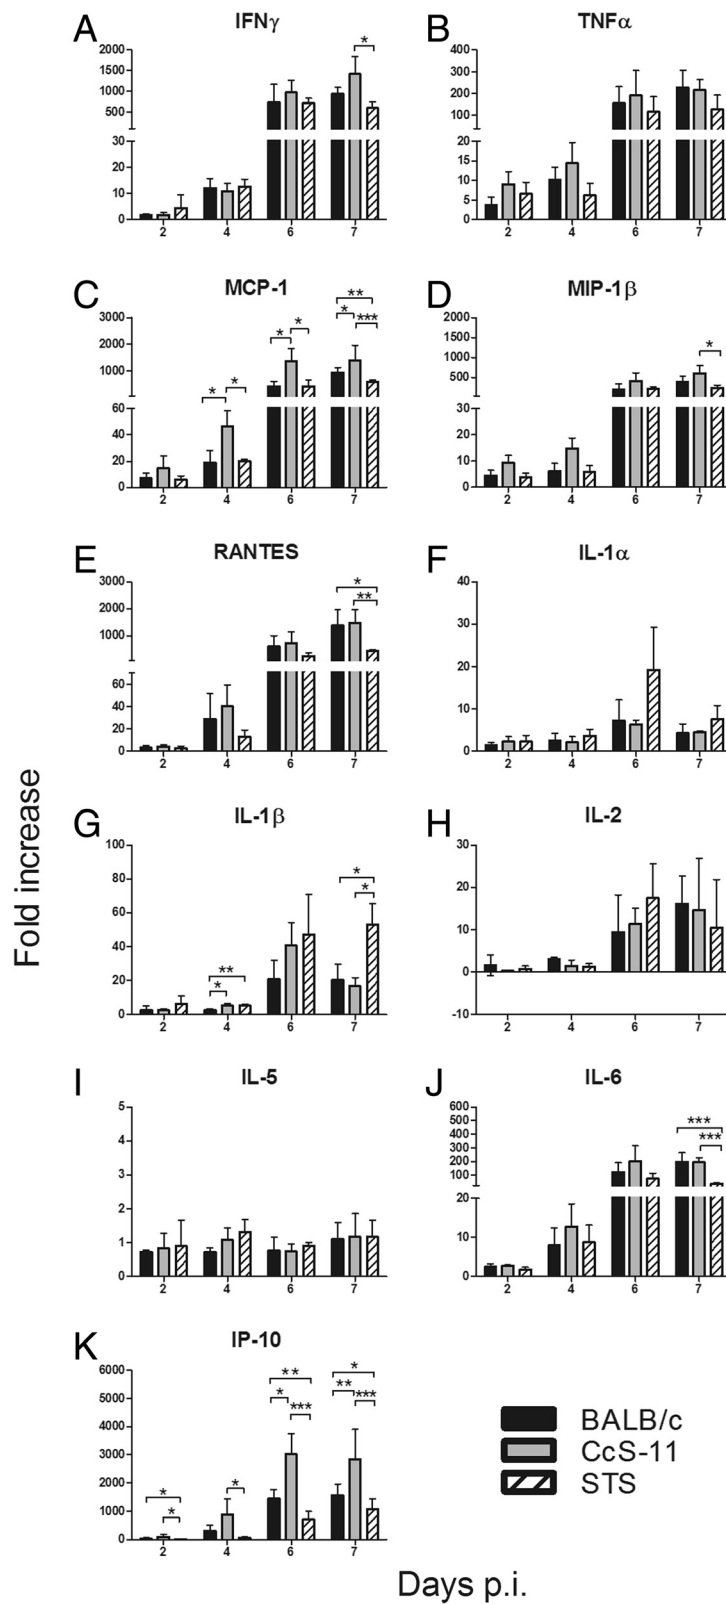 A IFNγ
2000
1500
1000
500
30
20
10
0
2 4 6 7
*
B TNFα
400
300
200
100
20
15
10
5
0
2 4 6 7
C MCP-1
3000
2000
1000
60
40
20
0
2 4 6 7
* * * * ** * ***
D MIP-1β
2000
1500
1000
500
30
20
10
0
2 4 6 7
*
E RANTES
3000
2000
1000
60
40
20
0
2 4 6 7
* **
F IL-1α
40
30
20
10
0
2 4 6 7
Fold increase
G IL-1β
100
80
60
40
20
0
2 4 6 7
** * * *
H IL-2
30
20
10
0
-10
2 4 6 7
I IL-5
5
4
3
2
1
0
2 4 6 7
J IL-6
600
500
400
300
200
100
20
10
0
2 4 6 7
*** ***
K IP-10
6000
5000
4000
3000
2000
1000
0
2 4 6 7
* * * ** * *** * ** ***
BALB/c
CcS-11
STS
Days p.i.